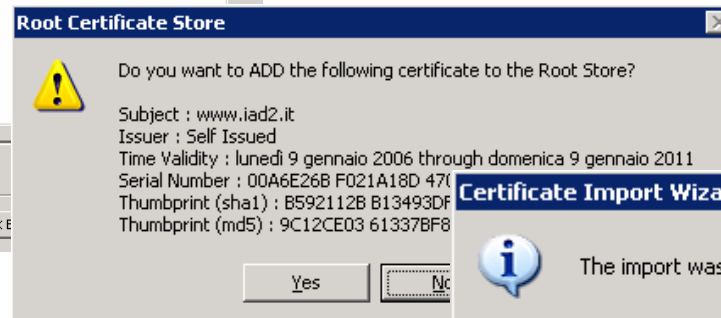 Root Certificate Store
Do you want to ADD the following certificate to the Root Store?
Subject : www.iad2.it
Issuer : Self Issued
Time Validity : lunedì 9 gennaio 2006 through domenica 9 gennaio 2011
Serial Number : 00A6E26B F021A18D 470
Thumbprint (sha1) : B592112B B13493DF
Thumbprint (md5) : 9C12CE03 61337BF8
Yes
No
Certificate Import Wiza
The import was